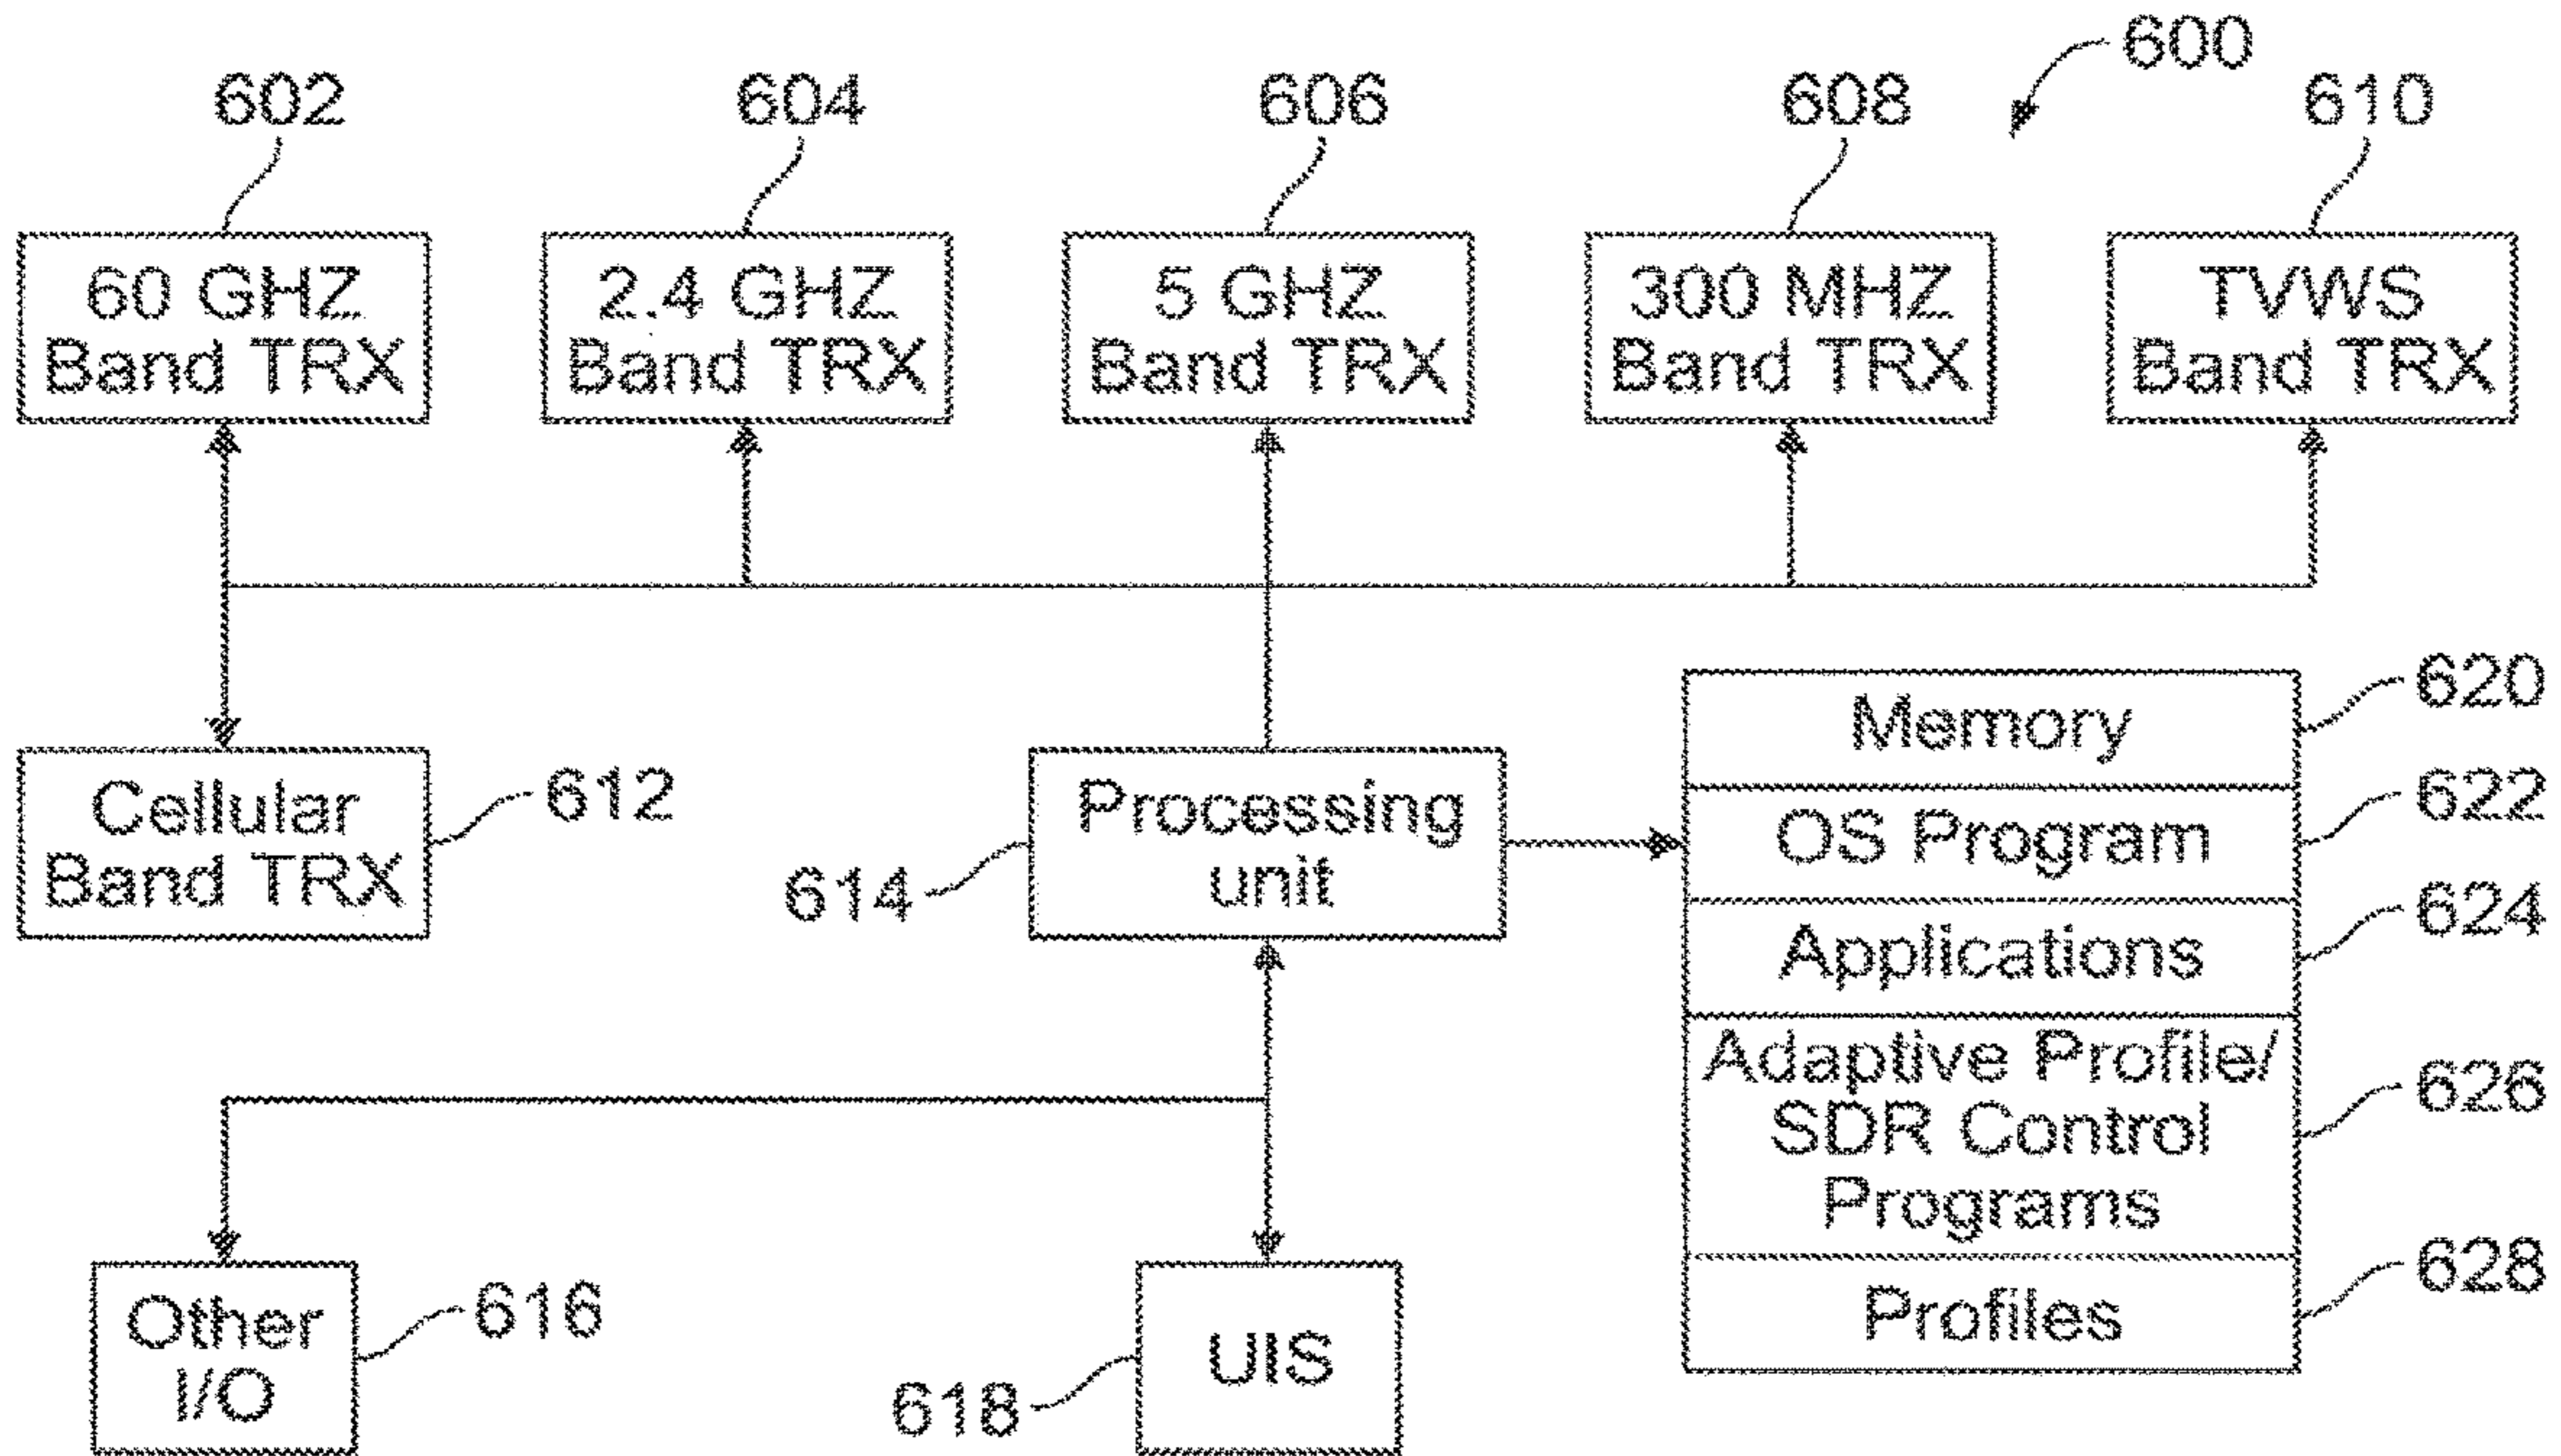 600
602
604
606
608
610
60 GHZ
Band TRX
2.4 GHZ
Band TRX
5 GHZ
Band TRX
300 MHZ
Band TRX
TVWS
Band TRX
Cellular
Band TRX
612
Processing
unit
614
Memory
620
OS Program
622
Applications
624
Adaptive Profile/
SDR Control
Programs
626
Profiles
628
Other
I/O
616
UIS
618